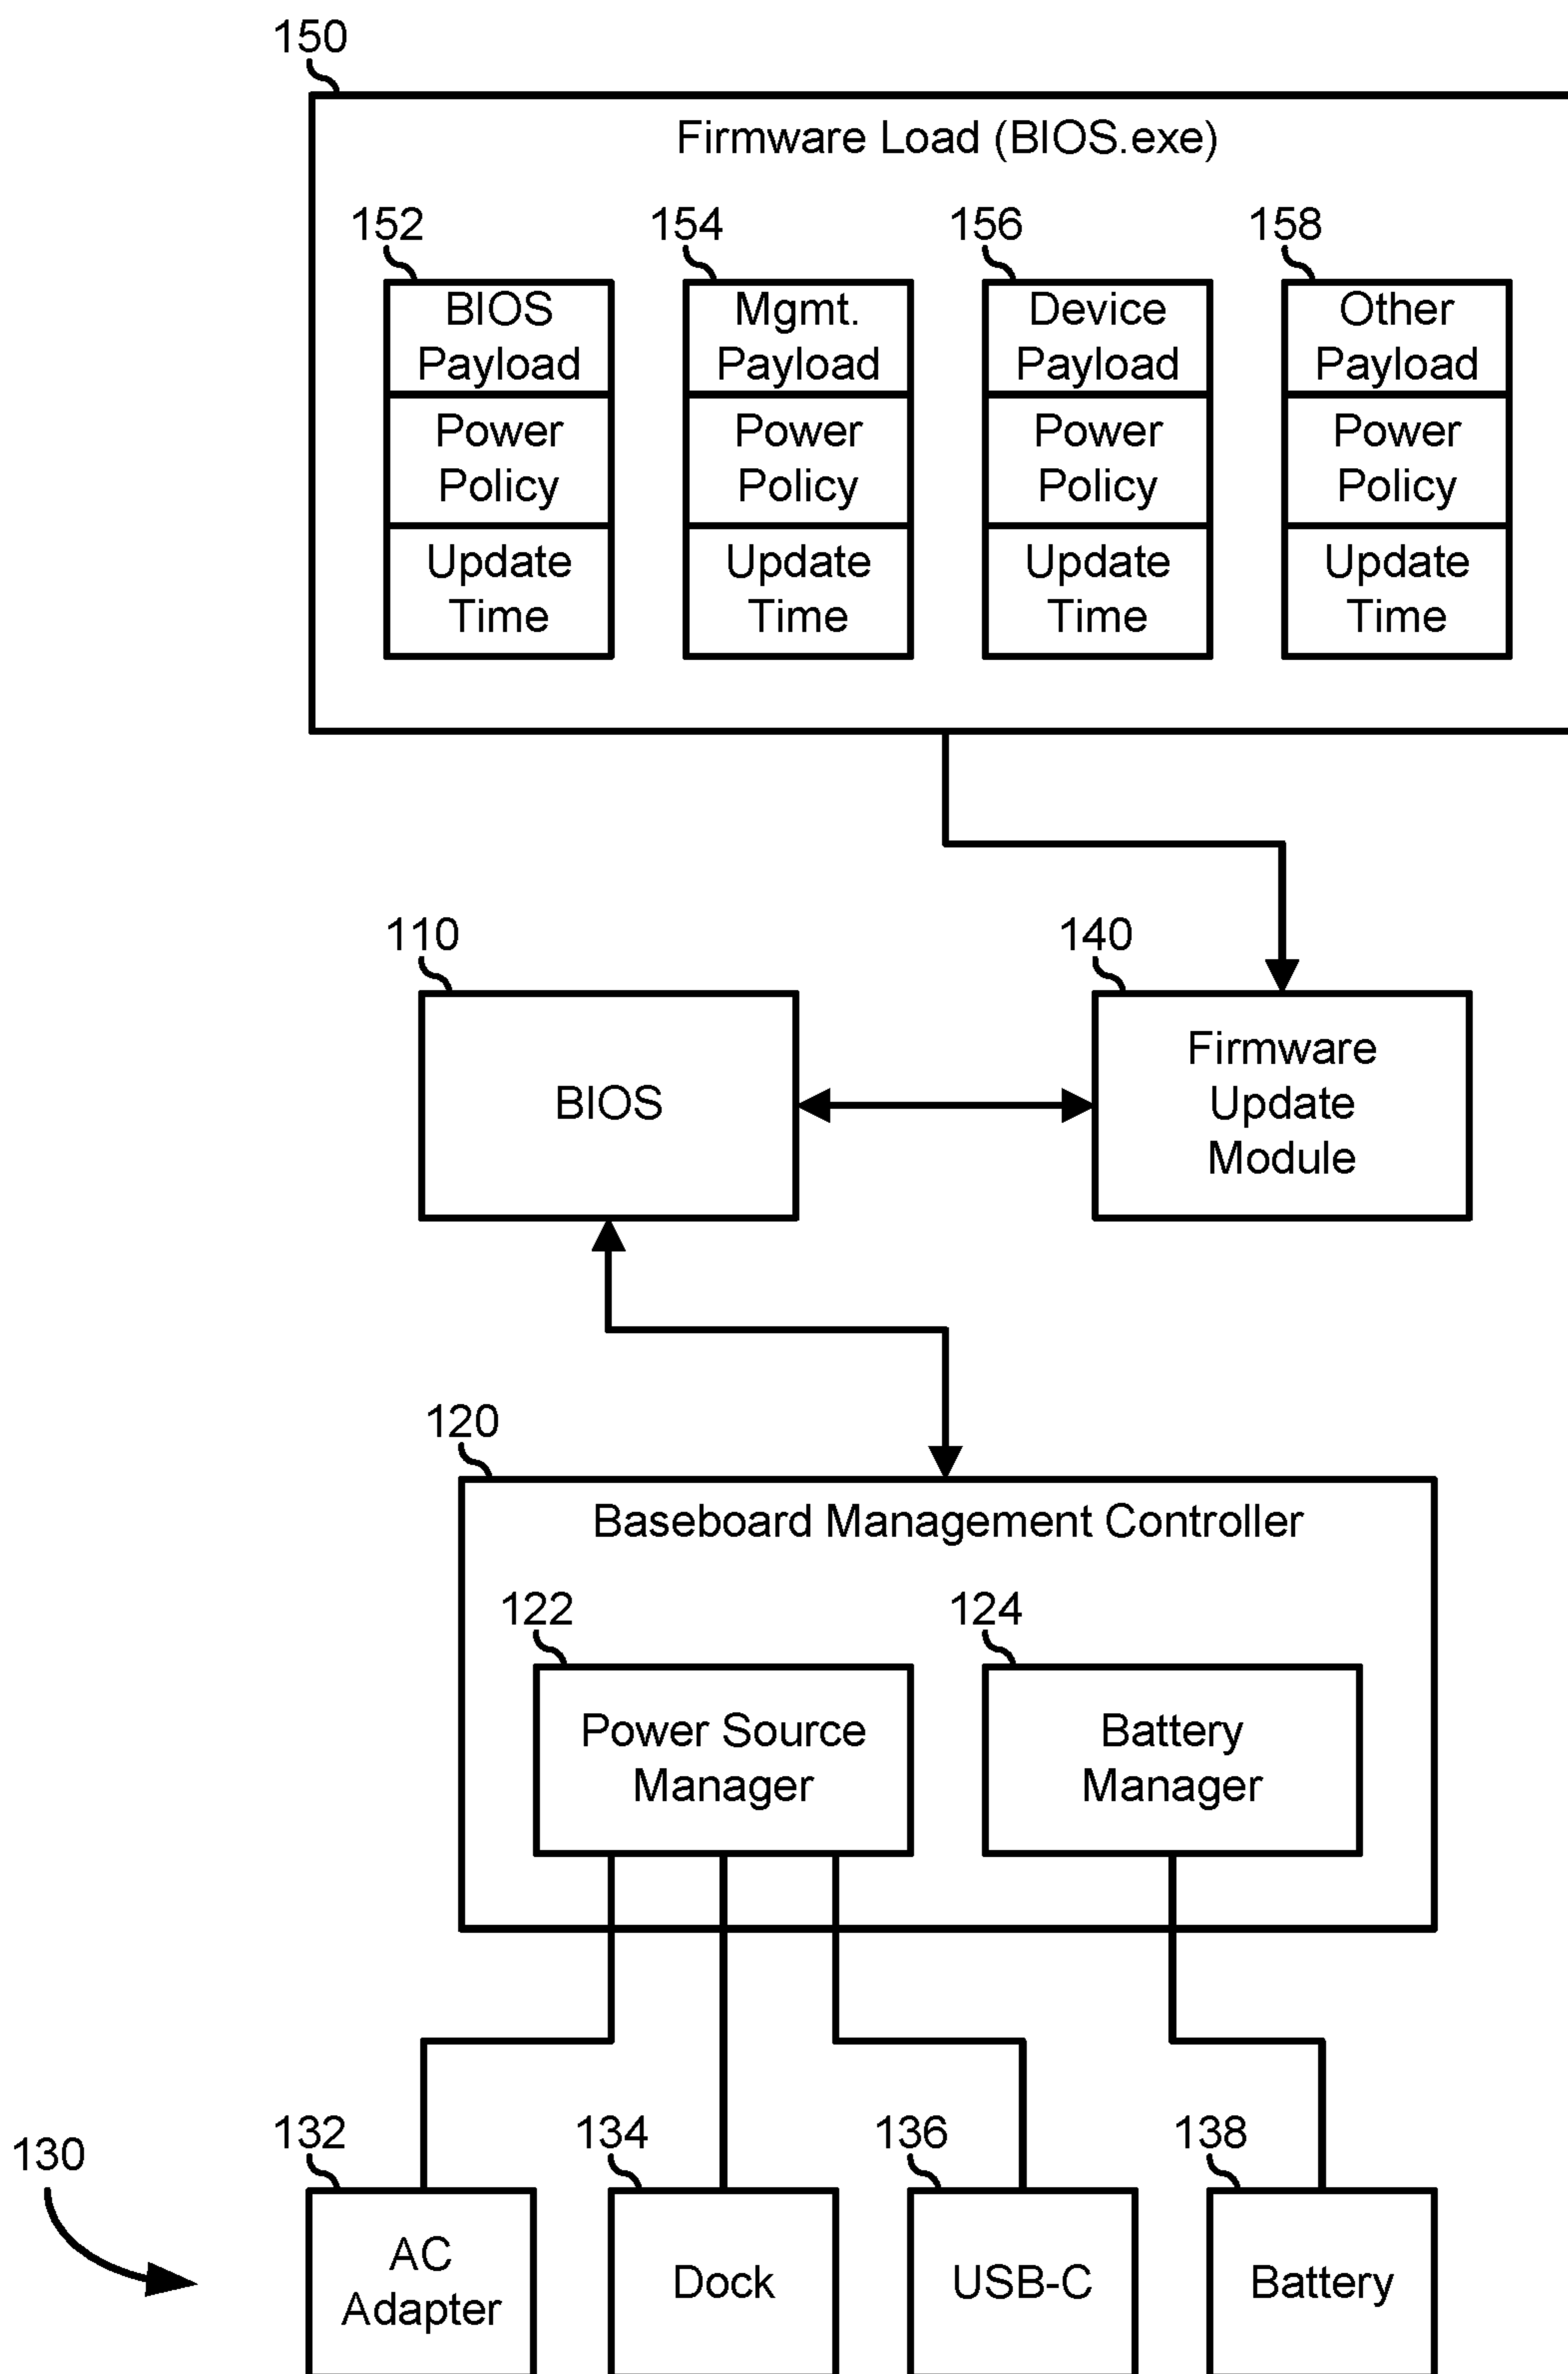 150
Firmware Load (BIOS.exe)
152
154
156
158
BIOS
Payload
Power
Policy
Update
Time
Mgmt.
Payload
Power
Policy
Update
Time
Device
Payload
Power
Policy
Update
Time
Other
Payload
Power
Policy
Update
Time
110
140
BIOS
Firmware
Update
Module
120
Baseboard Management Controller
122
124
Power Source
Manager
Battery
Manager
130
132
134
136
138
AC
Adapter
Dock
USB-C
Battery